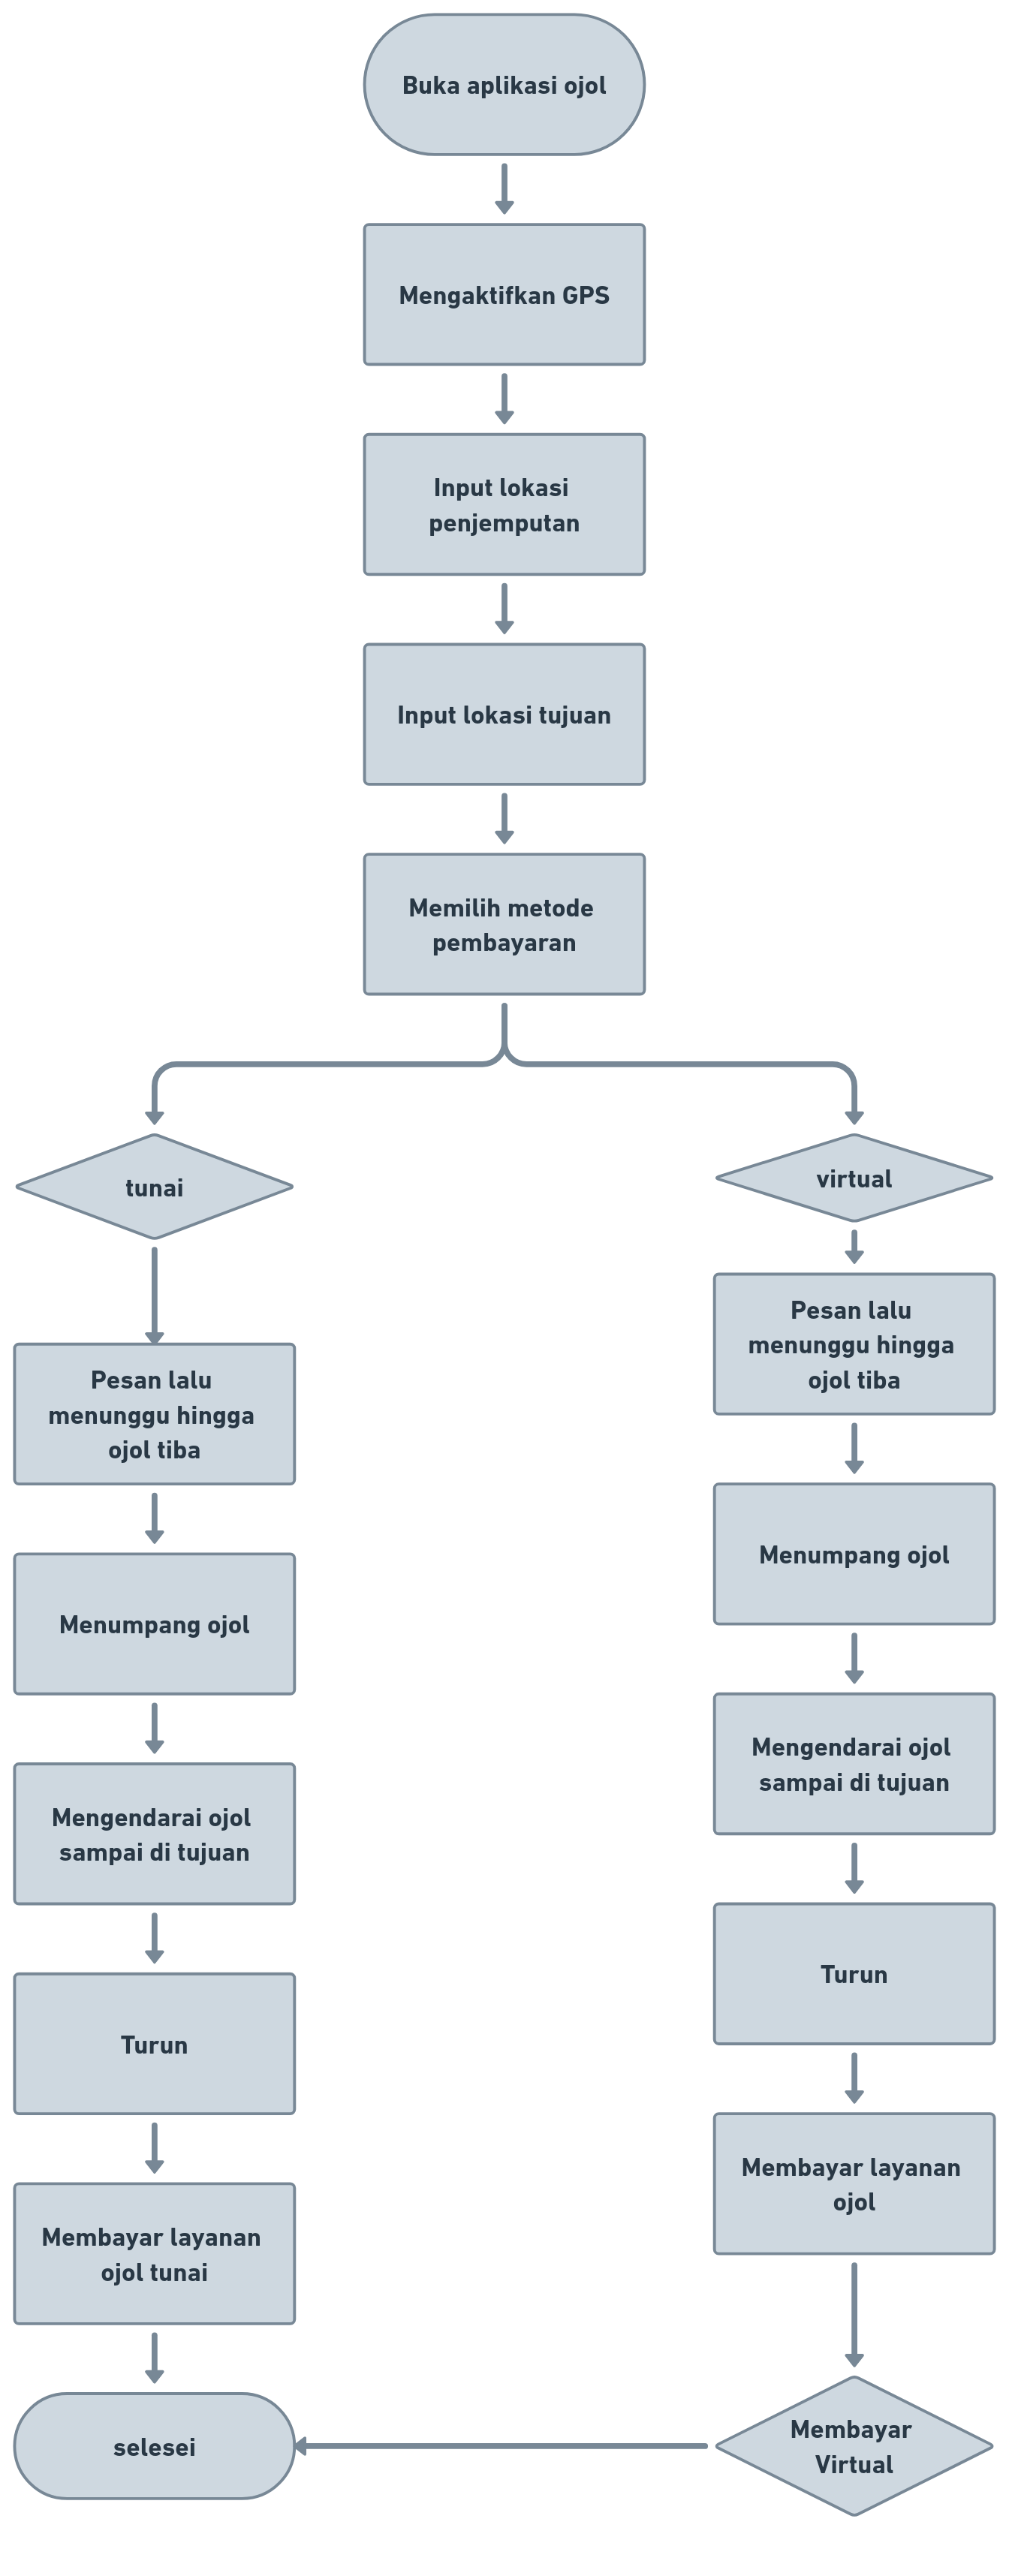 Buka aplikasi ojol
Mengaktifkan GPS
Input lokasi
penjemputan
Input lokasi tujuan
Memilih metode
pembayaran
tunai
Pesan lalu
menunggu hingga
ojol tiba
Menumpang ojol
Mengendarai ojol
sampai di tujuan
Turun
Membayar layanan
ojol tunai
selesei
virtual
Pesan lalu
menunggu hingga
ojol tiba
Menumpang ojol
Mengendarai ojol
sampai di tujuan
Turun
Membayar layanan
ojol
Membayar
Virtual